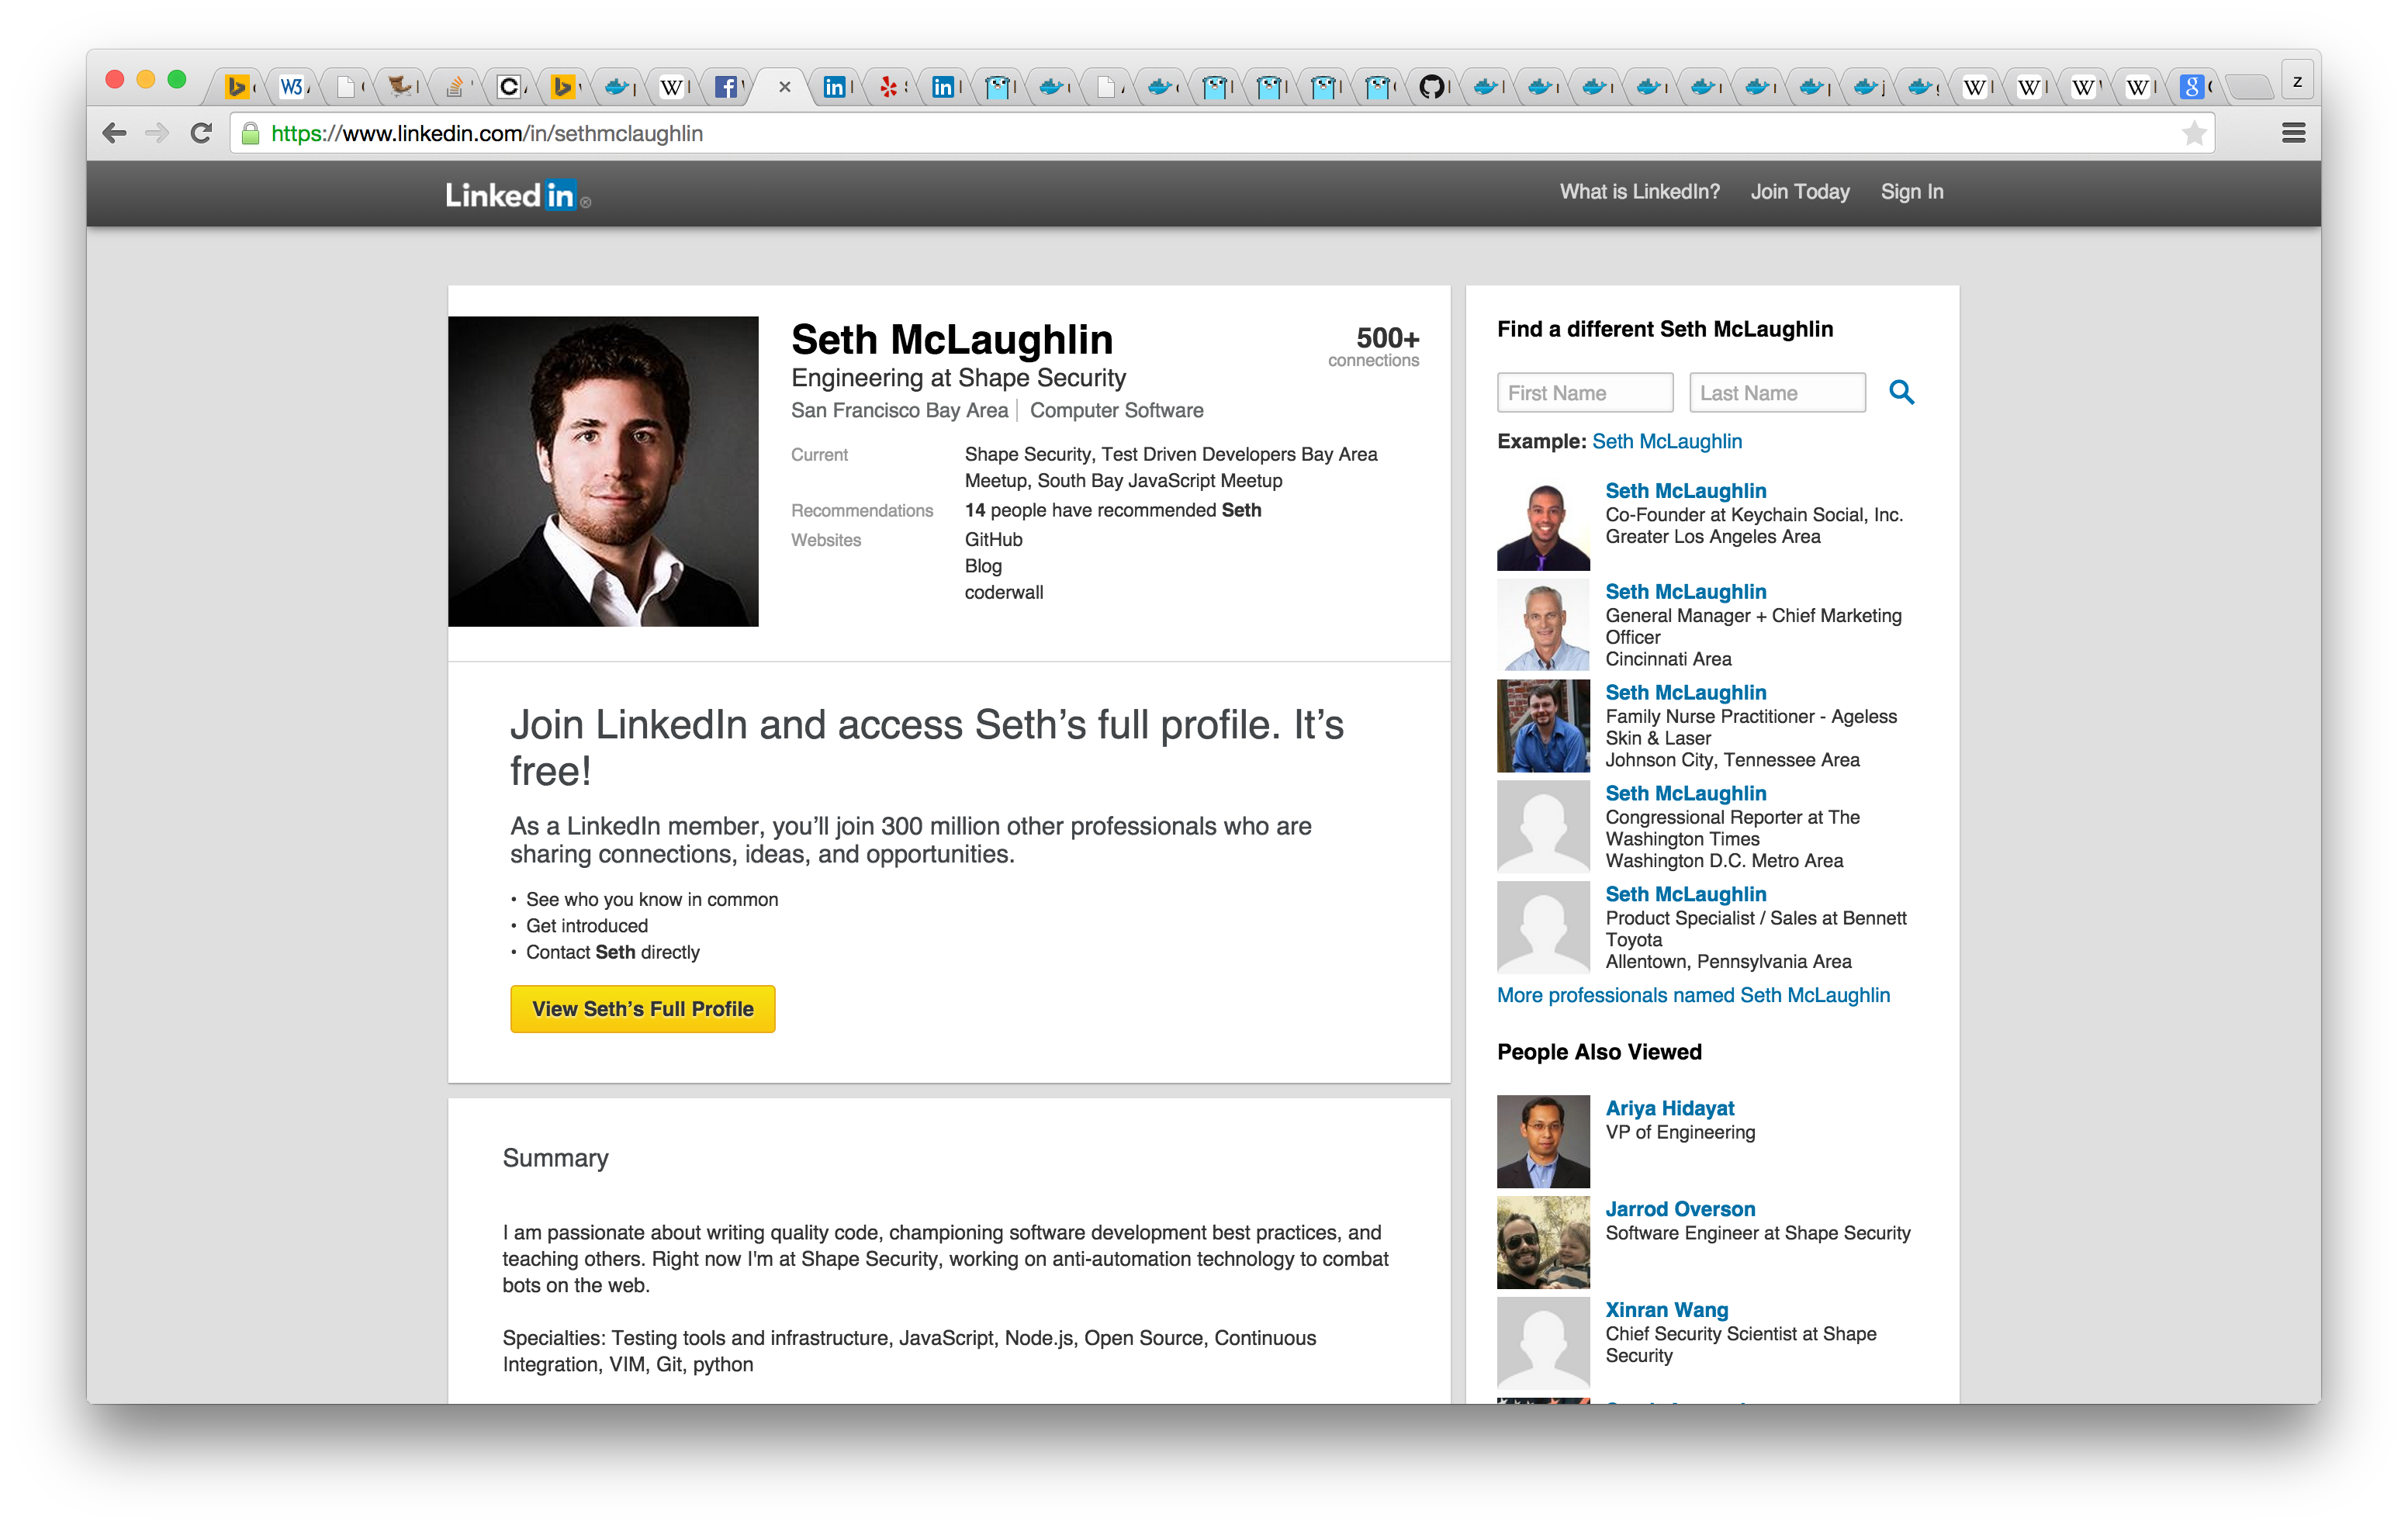 z
https://www.linkedin.com/in/sethmclaughlin
Linked in ®
What is LinkedIn? Join Today Sign In
Seth McLaughlin
500+
connections
Engineering at Shape Security
San Francisco Bay Area | Computer Software
Current
Shape Security, Test Driven Developers Bay Area
Meetup, South Bay JavaScript Meetup
Recommendations
14 people have recommended Seth
Websites
GitHub
Blog
coderwall
Join LinkedIn and access Seth’s full profile. It’s
free!
As a LinkedIn member, you’ll join 300 million other professionals who are
sharing connections, ideas, and opportunities.
• See who you know in common
• Get introduced
• Contact Seth directly
View Seth’s Full Profile
Summary
I am passionate about writing quality code, championing software development best practices, and
teaching others. Right now I'm at Shape Security, working on anti-automation technology to combat
bots on the web.
Specialties: Testing tools and infrastructure, JavaScript, Node.js, Open Source, Continuous
Integration, VIM, Git, python
Find a different Seth McLaughlin
First Name
Last Name
Example: Seth McLaughlin
Seth McLaughlin
Co-Founder at Keychain Social, Inc.
Greater Los Angeles Area
Seth McLaughlin
General Manager + Chief Marketing
Officer
Cincinnati Area
Seth McLaughlin
Family Nurse Practitioner - Ageless
Skin & Laser
Johnson City, Tennessee Area
Seth McLaughlin
Congressional Reporter at The
Washington Times
Washington D.C. Metro Area
Seth McLaughlin
Product Specialist / Sales at Bennett
Toyota
Allentown, Pennsylvania Area
More professionals named Seth McLaughlin
People Also Viewed
Ariya Hidayat
VP of Engineering
Jarrod Overson
Software Engineer at Shape Security
Xinran Wang
Chief Security Scientist at Shape
Security